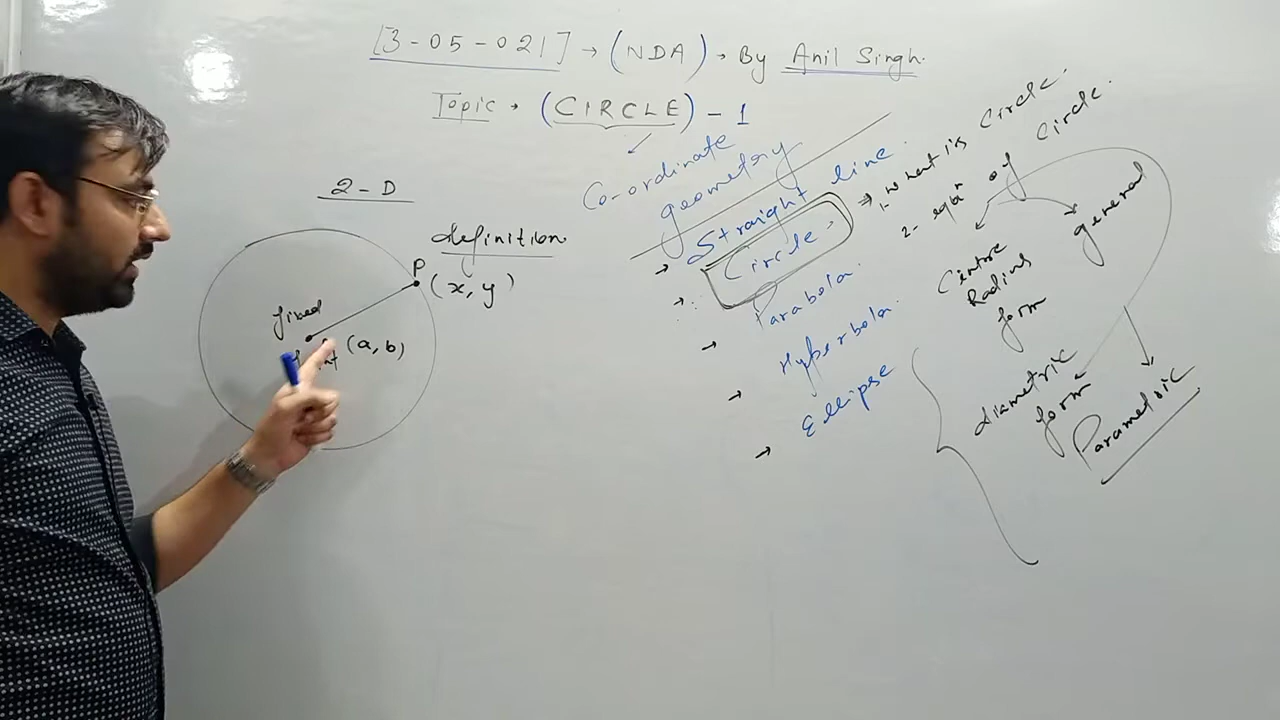 [3-05-021] → (NDA) → By Anil Singh.
Topic → (CIRCLE) - 1
Co-ordinate
geometry
→ Straight line.
Circle.
→ Parabola.
→ Hyperbola.
→ Ellipse
⇒ 1- what is Circle.
2- eqⁿ of Circle.
Centre
Radius
form
general
diametric
form
Parametric
2-D
definition
P
(x, y)
fixed
(a, b)